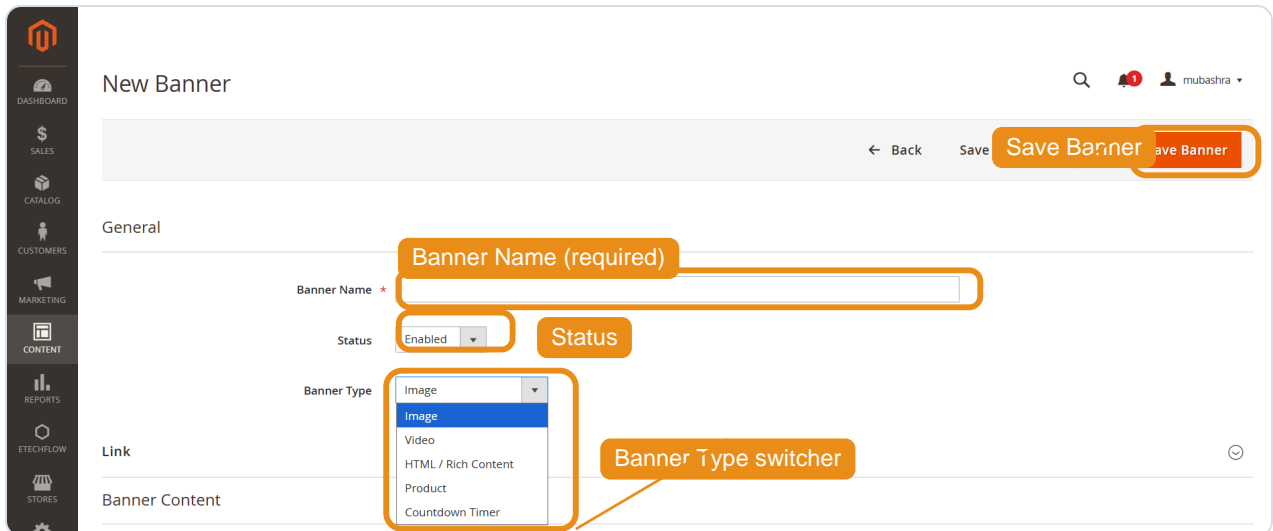 New Banner
1
mubashra
DASHBOARD
SALES
← Back
Save
Save Banner
ave Banner
CATALOG
General
CUSTOMERS
Banner Name (required)
Banner Name *
MARKETING
Status
Enabled
Status
CONTENT
Banner Type
Image
REPORTS
Image
Video
ETECHFLOW
Link
HTML / Rich Content
Banner Type switcher
Product
STORES
Banner Content
Countdown Timer